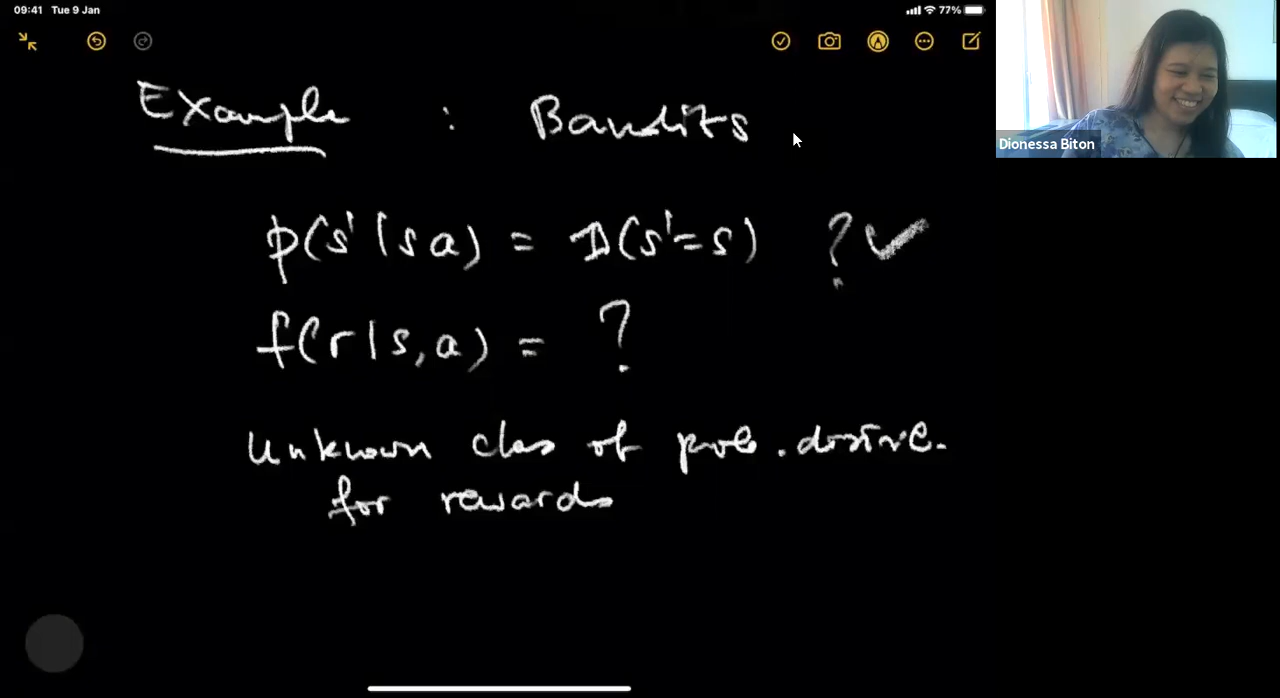 09:41 Tue 9 Jan 77%
Example : Bandits
Dionessa Biton
p(s' | s a) = 1(s'=s) ? ✓
f(r | s, a) = ?
unknown class of prob. distrib.
for rewards